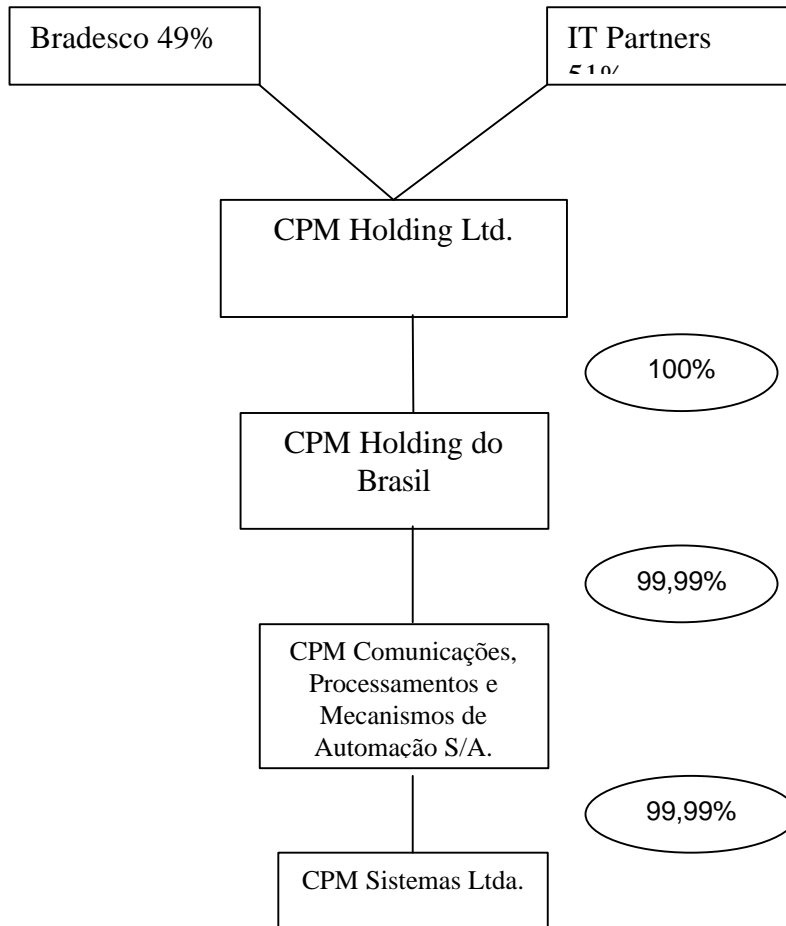 Bradesco 49%
IT Partners
51%
CPM Holding Ltd.
100%
CPM Holding do
Brasil
99,99%
CPM Comunicações,
Processamentos e
Mecanismos de
Automação S/A.
99,99%
CPM Sistemas Ltda.